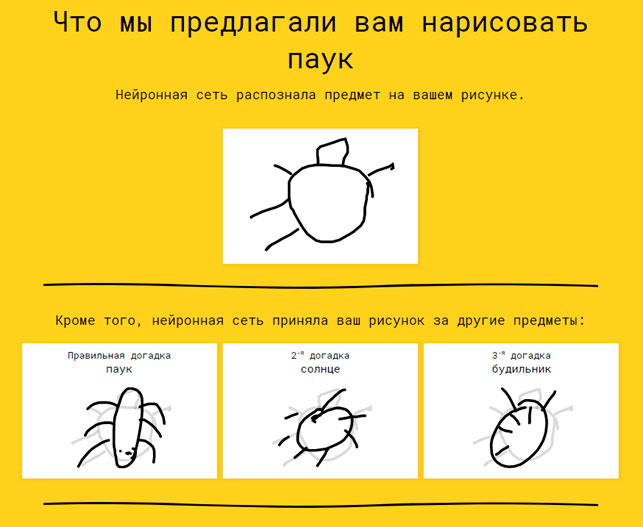 Что мы предлагали вам нарисовать
паук
Нейронная сеть распознала предмет на вашем рисунке.
Кроме того, нейронная сеть приняла ваш рисунок за другие предметы:
Правильная догадка
паук
2-я догадка
солнце
3-я догадка
будильник